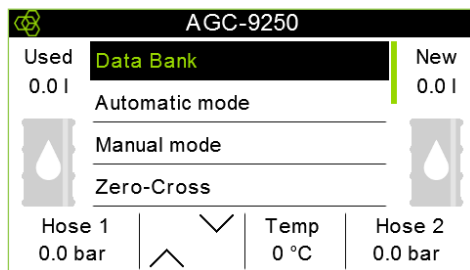 AGC-9250
Used
0.0 l
Data Bank
Automatic mode
Manual mode
Zero-Cross
New
0.0 l
Hose 1
0.0 bar
Temp
0 °C
Hose 2
0.0 bar